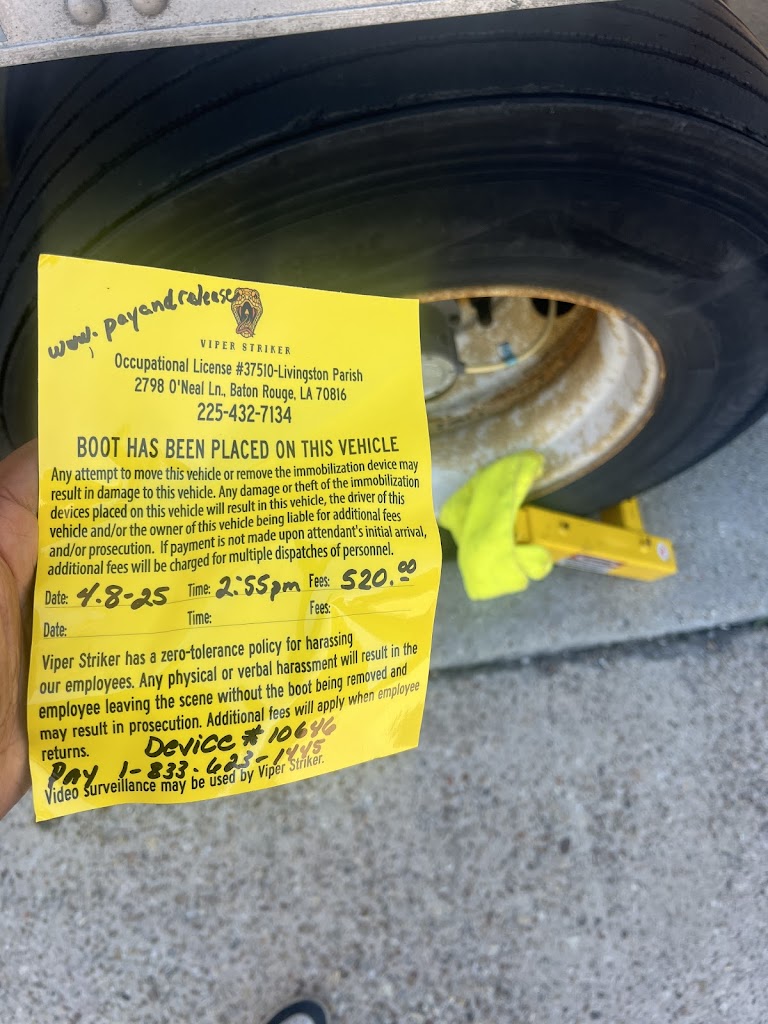 www.payandrelease
VIPER STRIKER
Occupational License #37510-Livingston Parish
2798 O'Neal Ln., Baton Rouge, LA 70816
225-432-7134
BOOT HAS BEEN PLACED ON THIS VEHICLE
Any attempt to move this vehicle or remove the immobilization device may
result in damage to this vehicle. Any damage or theft of the immobilization
devices placed on this vehicle will result in this vehicle, the driver of this
vehicle and/or the owner of this vehicle being liable for additional fees
and/or prosecution. If payment is not made upon attendant's initial arrival,
additional fees will be charged for multiple dispatches of personnel.
Date: 4.8-25 Time: 2:55pm Fees: 520.00
Date: Time: Fees:
Viper Striker has a zero-tolerance policy for harassing
our employees. Any physical or verbal harassment will result in the
employee leaving the scene without the boot being removed and
may result in prosecution. Additional fees will apply when employee
returns.
Device # 10646
Pay 1-833-623-1445
Video surveillance may be used by Viper Striker.